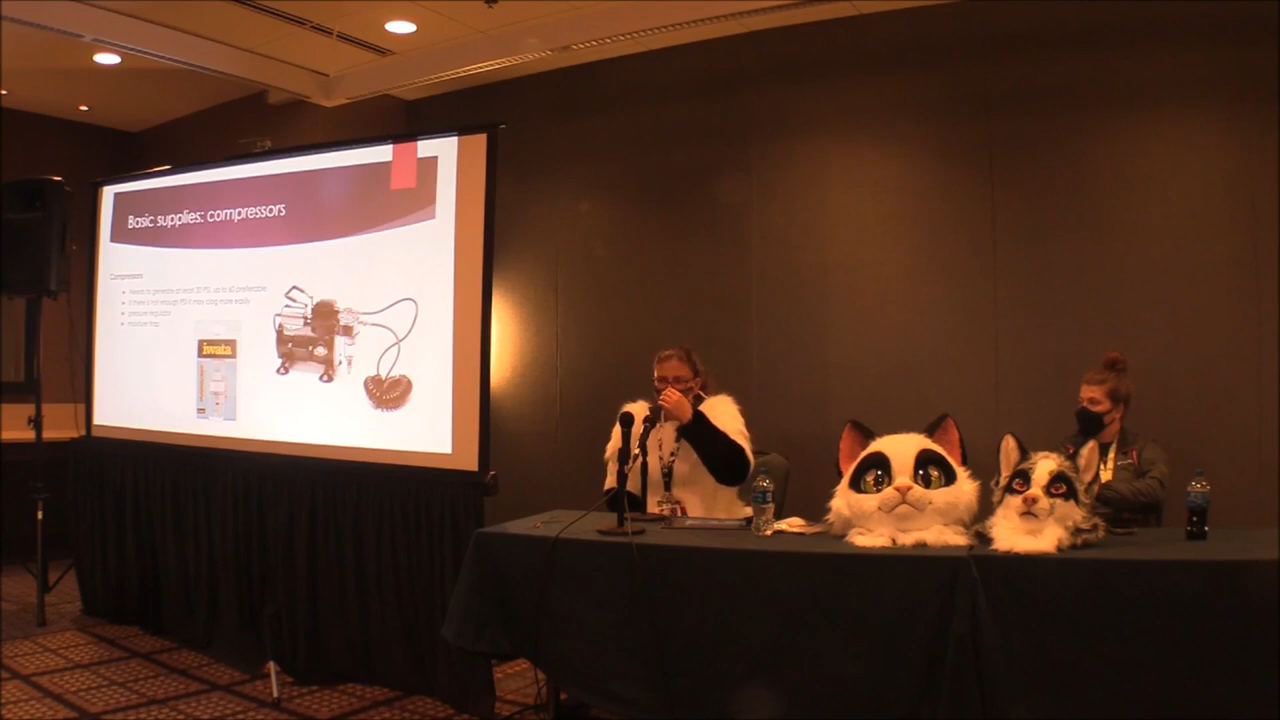 Basic supplies: compressors
Compressors
Needs to generate at least 30 PSI, up to 60 preferrable
If there is not enough PSI it may clog more easily
pressure regulator
moisture trap
iwata